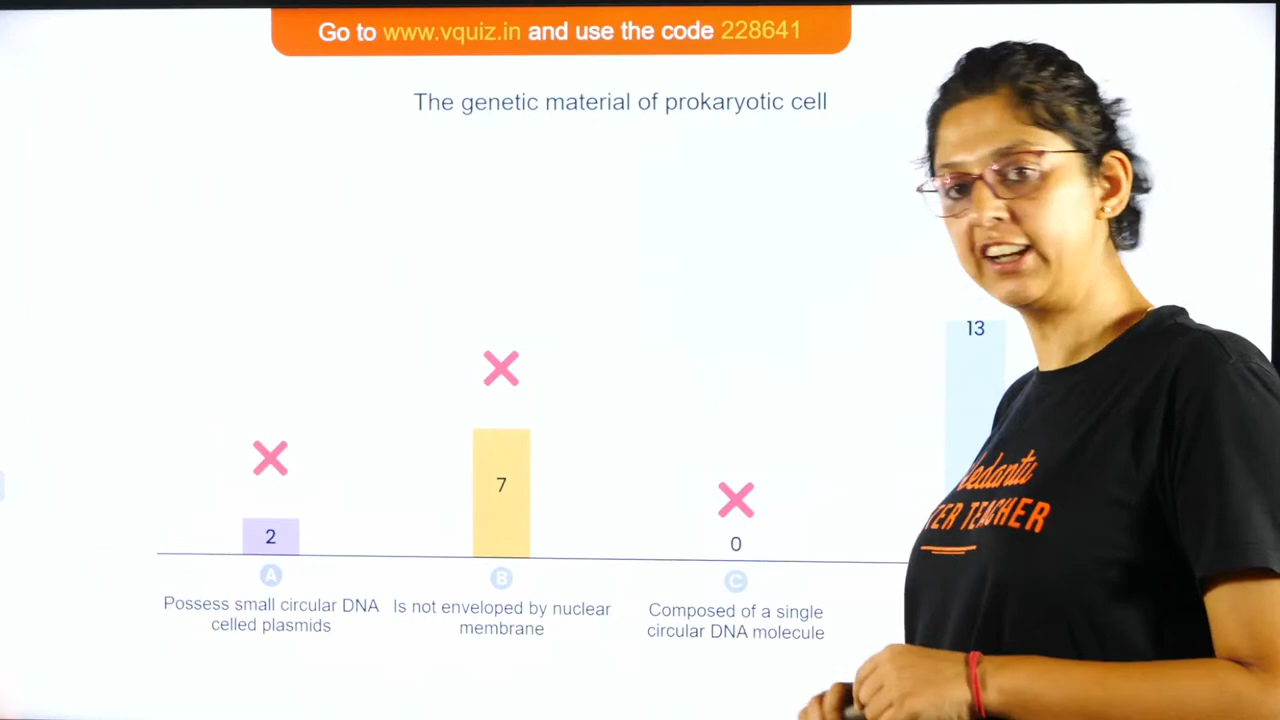 Go to www.vquiz.in and use the code 228641
The genetic material of prokaryotic cell
13
7
2
0
A
B
C
Possess small circular DNA
celled plasmids
Is not enveloped by nuclear
membrane
Composed of a single
circular DNA molecule
Vedantu
TEACHER